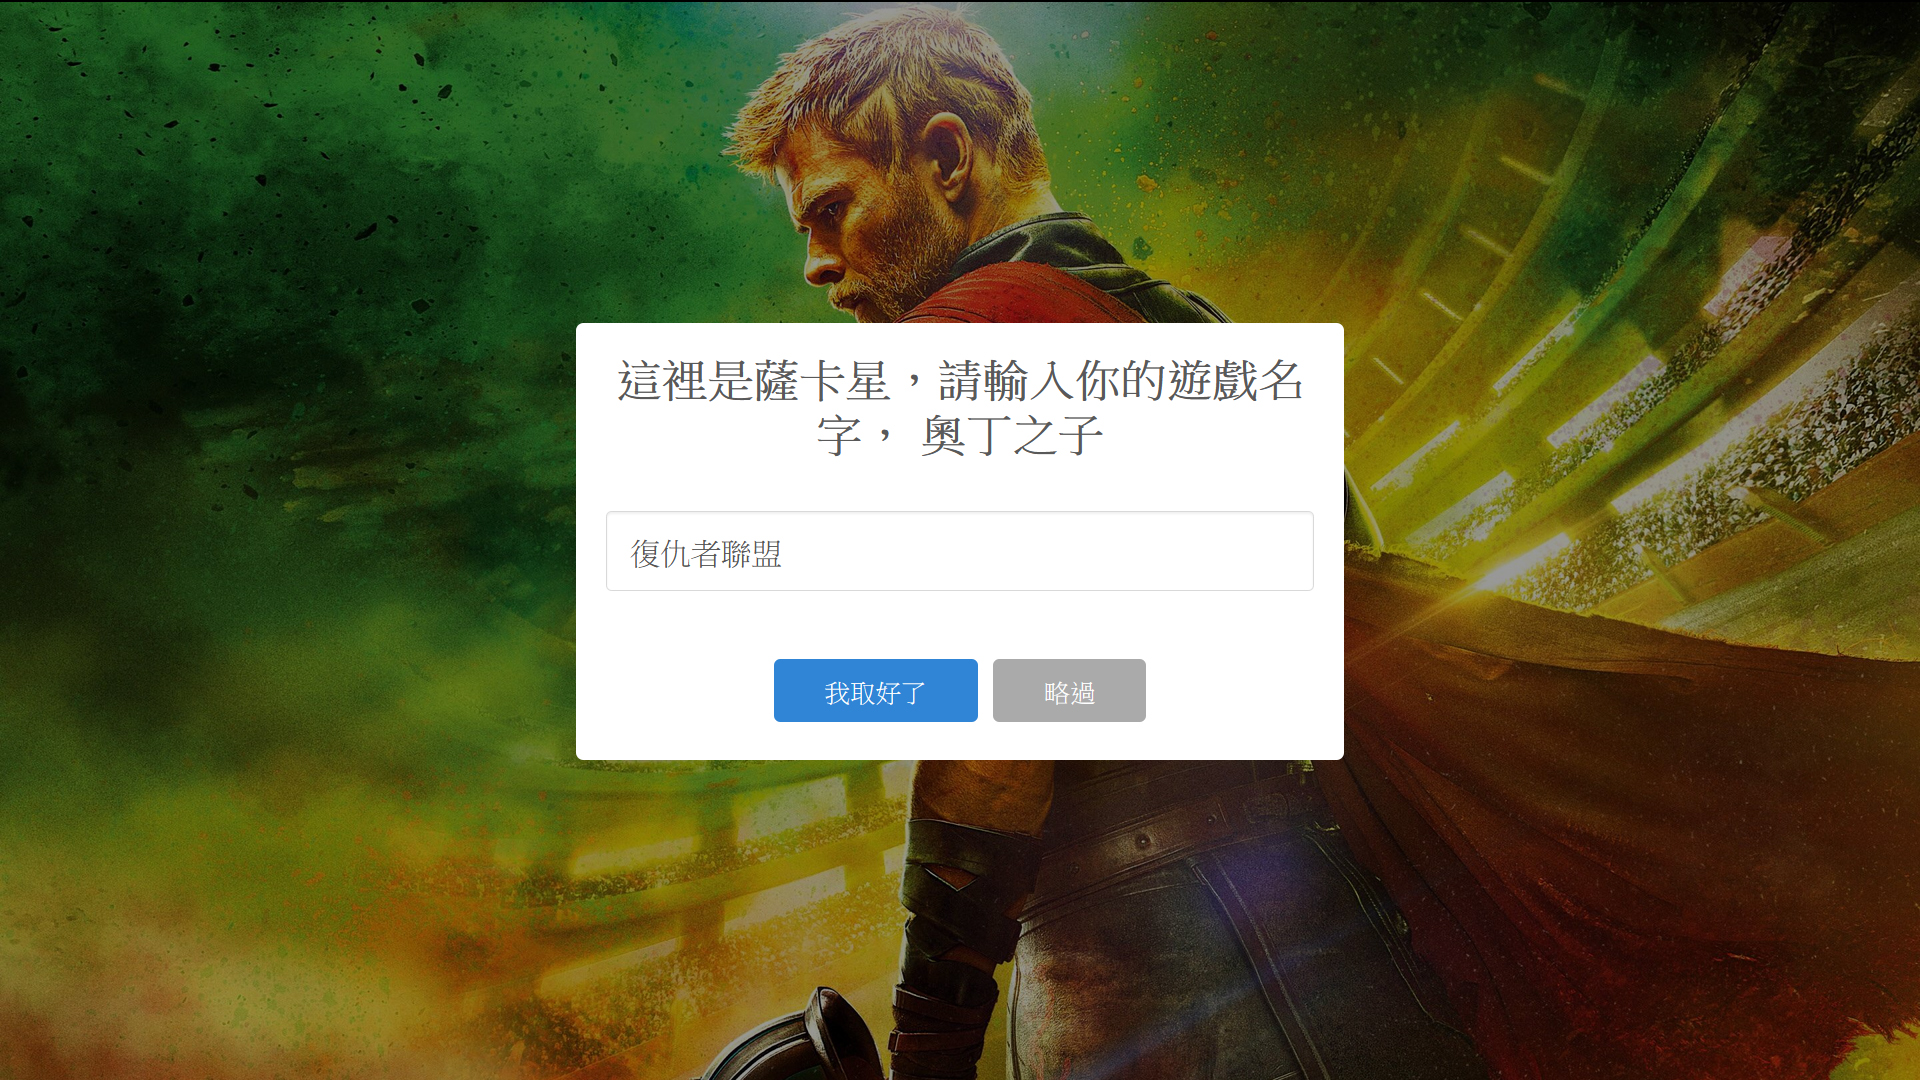 這裡是薩卡星，請輸入你的遊戲名
字， 奧丁之子
復仇者聯盟
我取好了
略過